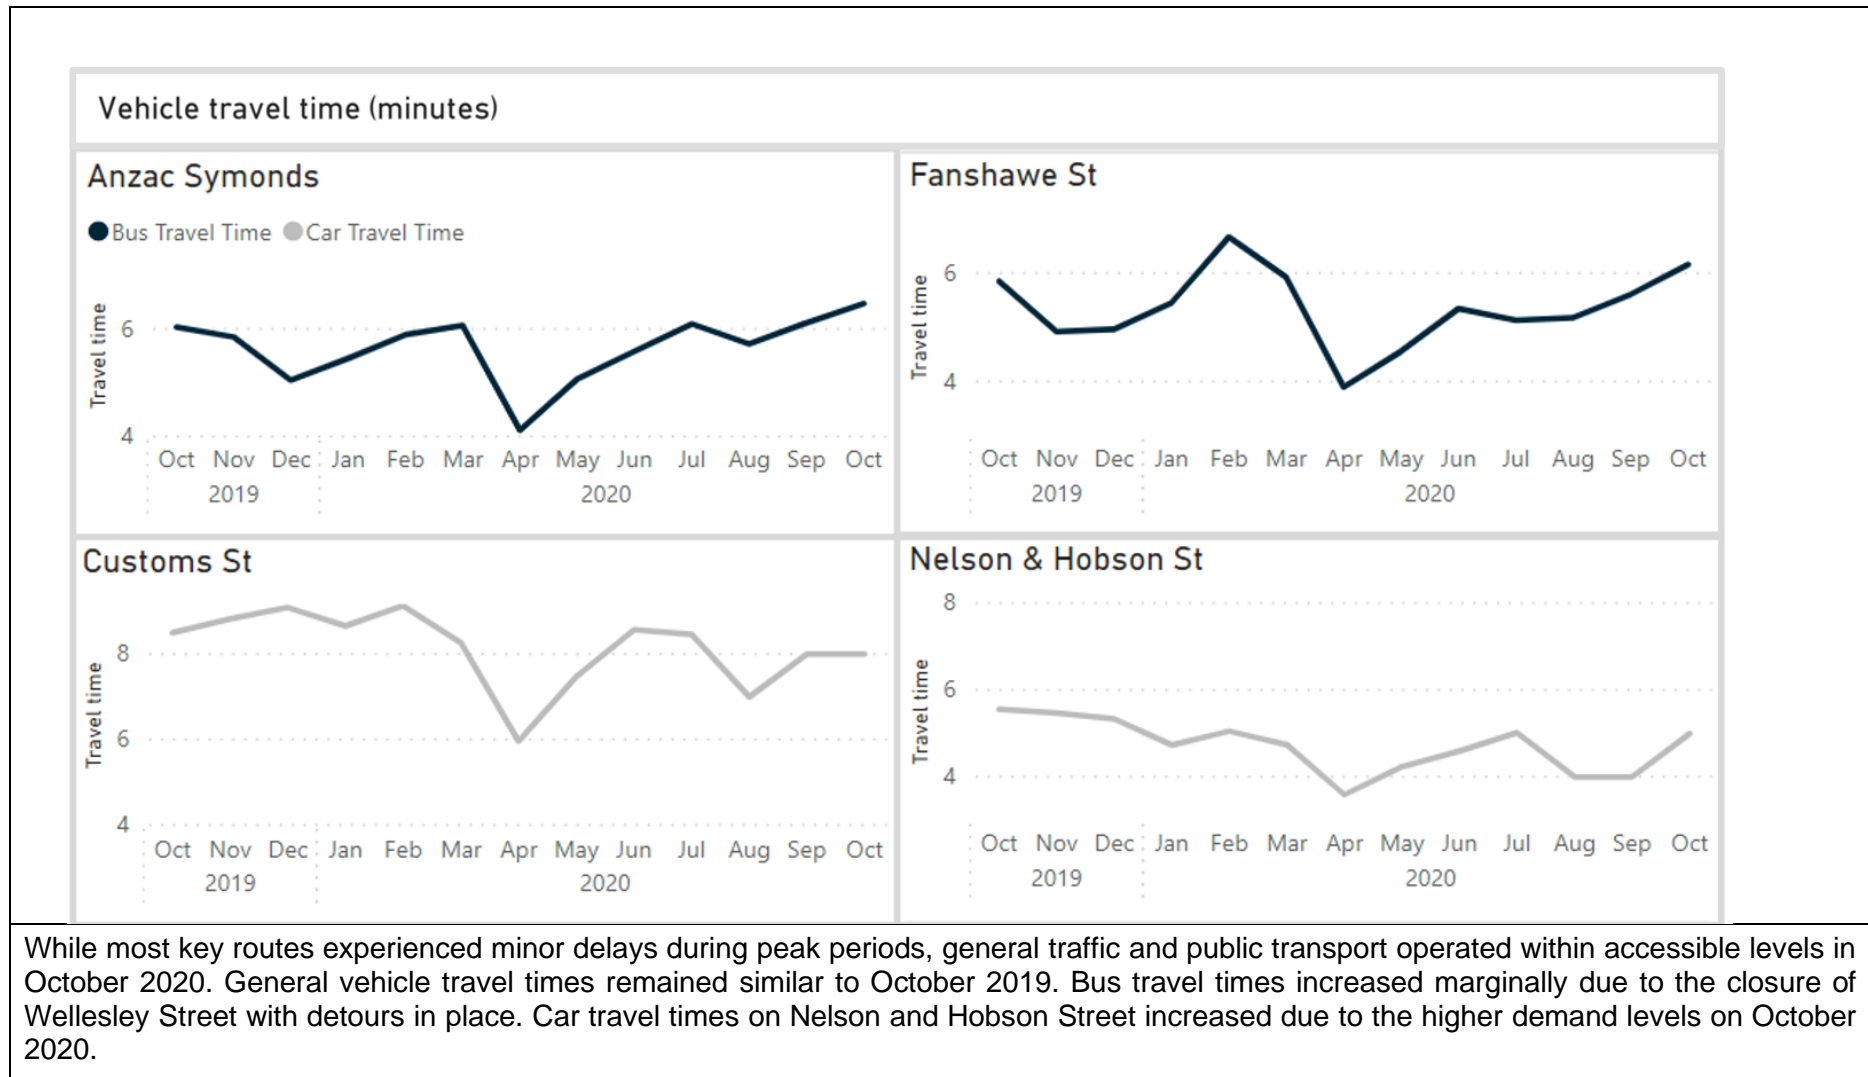 Vehicle travel time (minutes)
Anzac Symonds
Bus Travel Time Car Travel Time
Travel time
6
4
Oct Nov Dec Jan Feb Mar Apr May Jun Jul Aug Sep Oct
2019 2020
Fanshawe St
Travel time
6
4
Oct Nov Dec Jan Feb Mar Apr May Jun Jul Aug Sep Oct
2019 2020
Customs St
Travel time
8
6
4
Oct Nov Dec Jan Feb Mar Apr May Jun Jul Aug Sep Oct
2019 2020
Nelson & Hobson St
Travel time
8
6
4
Oct Nov Dec Jan Feb Mar Apr May Jun Jul Aug Sep Oct
2019 2020
While most key routes experienced minor delays during peak periods, general traffic and public transport operated within accessible levels in
October 2020. General vehicle travel times remained similar to October 2019. Bus travel times increased marginally due to the closure of
Wellesley Street with detours in place. Car travel times on Nelson and Hobson Street increased due to the higher demand levels on October
2020.